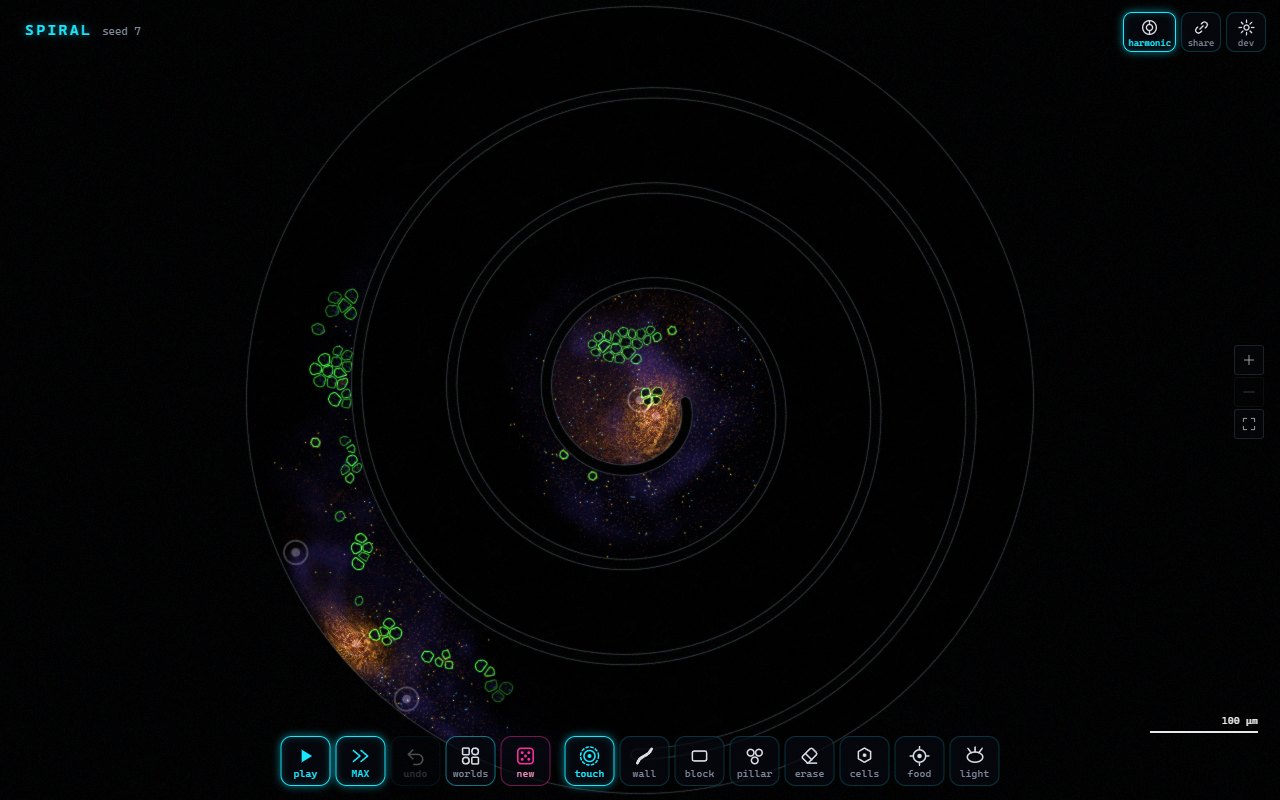 SPIRAL seed 7
harmonic share dev
100 µm
play MAX undo worlds new touch wall block pillar erase cells food light